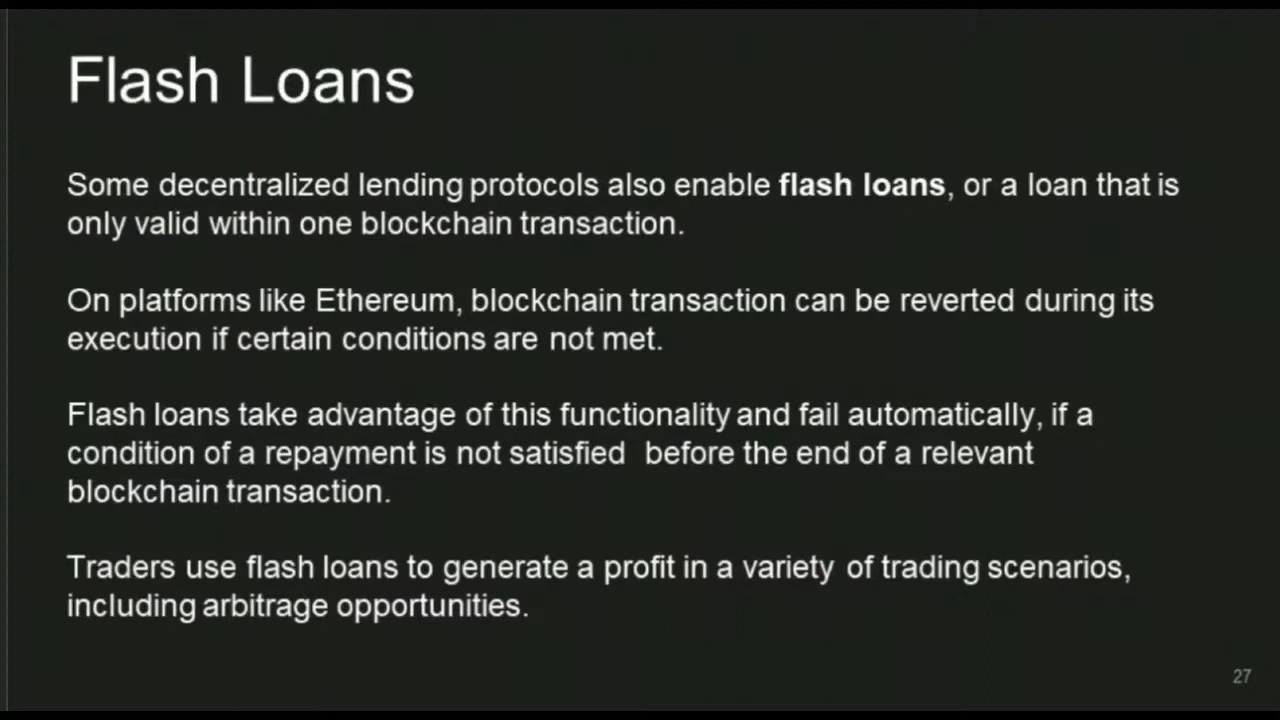 Flash Loans
Some decentralized lending protocols also enable flash loans, or a loan that is
only valid within one blockchain transaction.
On platforms like Ethereum, blockchain transaction can be reverted during its
execution if certain conditions are not met.
Flash loans take advantage of this functionality and fail automatically, if a
condition of a repayment is not satisfied before the end of a relevant
blockchain transaction.
Traders use flash loans to generate a profit in a variety of trading scenarios,
including arbitrage opportunities.
27